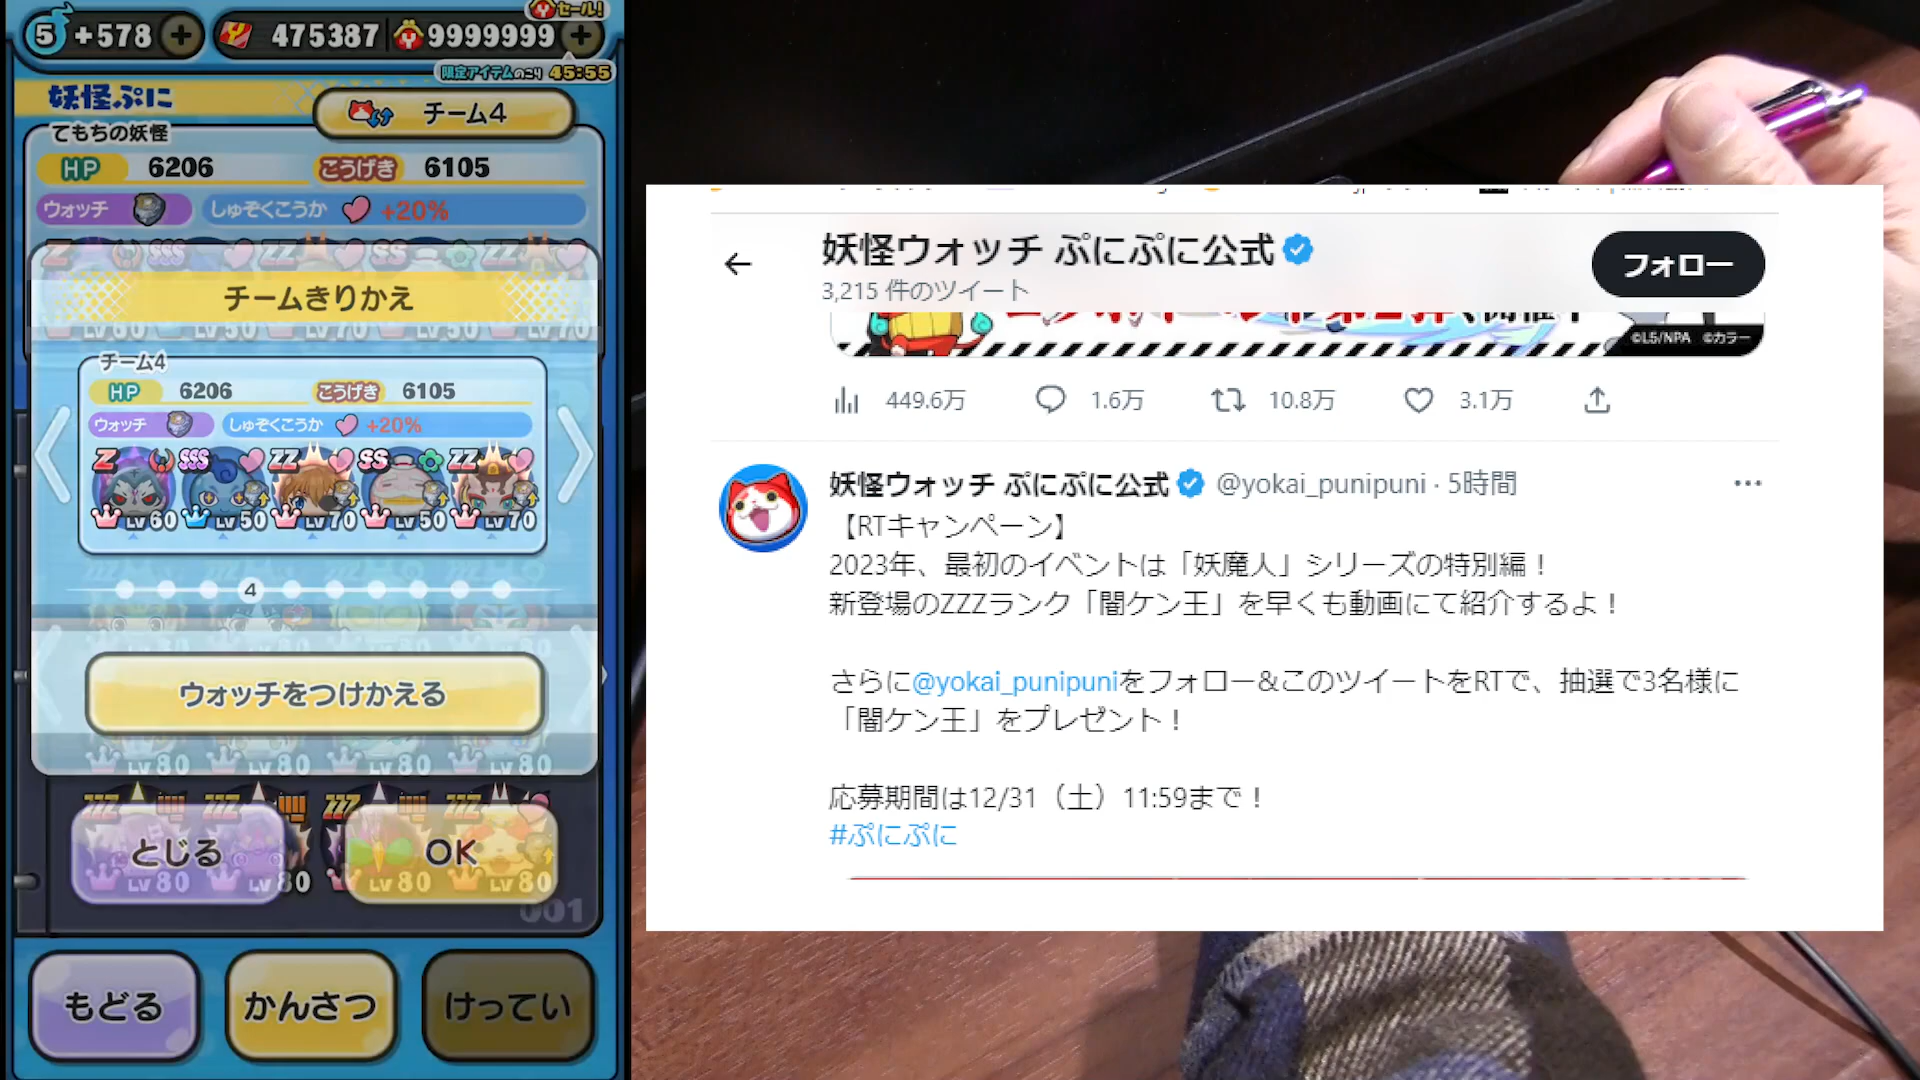 5 +578
475387
9999999
セール!
限定アイテムのこり 45:55
妖怪ぷに
チーム4
てもちの妖怪
HP 6206 こうげき 6105
ウォッチ しゅぞくこうか +20%
チームきりかえ
チーム4
HP 6206 こうげき 6105
ウォッチ しゅぞくこうか +20%
Z SSS ZZ SS ZZ
LV60 LV50 LV70 LV50 LV70
4
ウォッチをつけかえる
LV80 LV80 LV80 LV80
ZZZ ZZZ ZZZ ZZZ
とじる OK
LV80 LV80 LV80 LV80
001
もどる かんさつ けってい
妖怪ウォッチ ぷにぷに公式
3,215 件のツイート
フォロー
©L5/NPA ©カラー
449.6万 1.6万 10.8万 3.1万
妖怪ウォッチ ぷにぷに公式 @yokai_punipuni · 5時間
【RTキャンペーン】
2023年、最初のイベントは「妖魔人」シリーズの特別編！
新登場のZZZランク「闇ケン王」を早くも動画にて紹介するよ！
さらに@yokai_punipuniをフォロー&このツイートをRTで、抽選で3名様に
「闇ケン王」をプレゼント！
応募期間は12/31（土）11:59まで！
#ぷにぷに